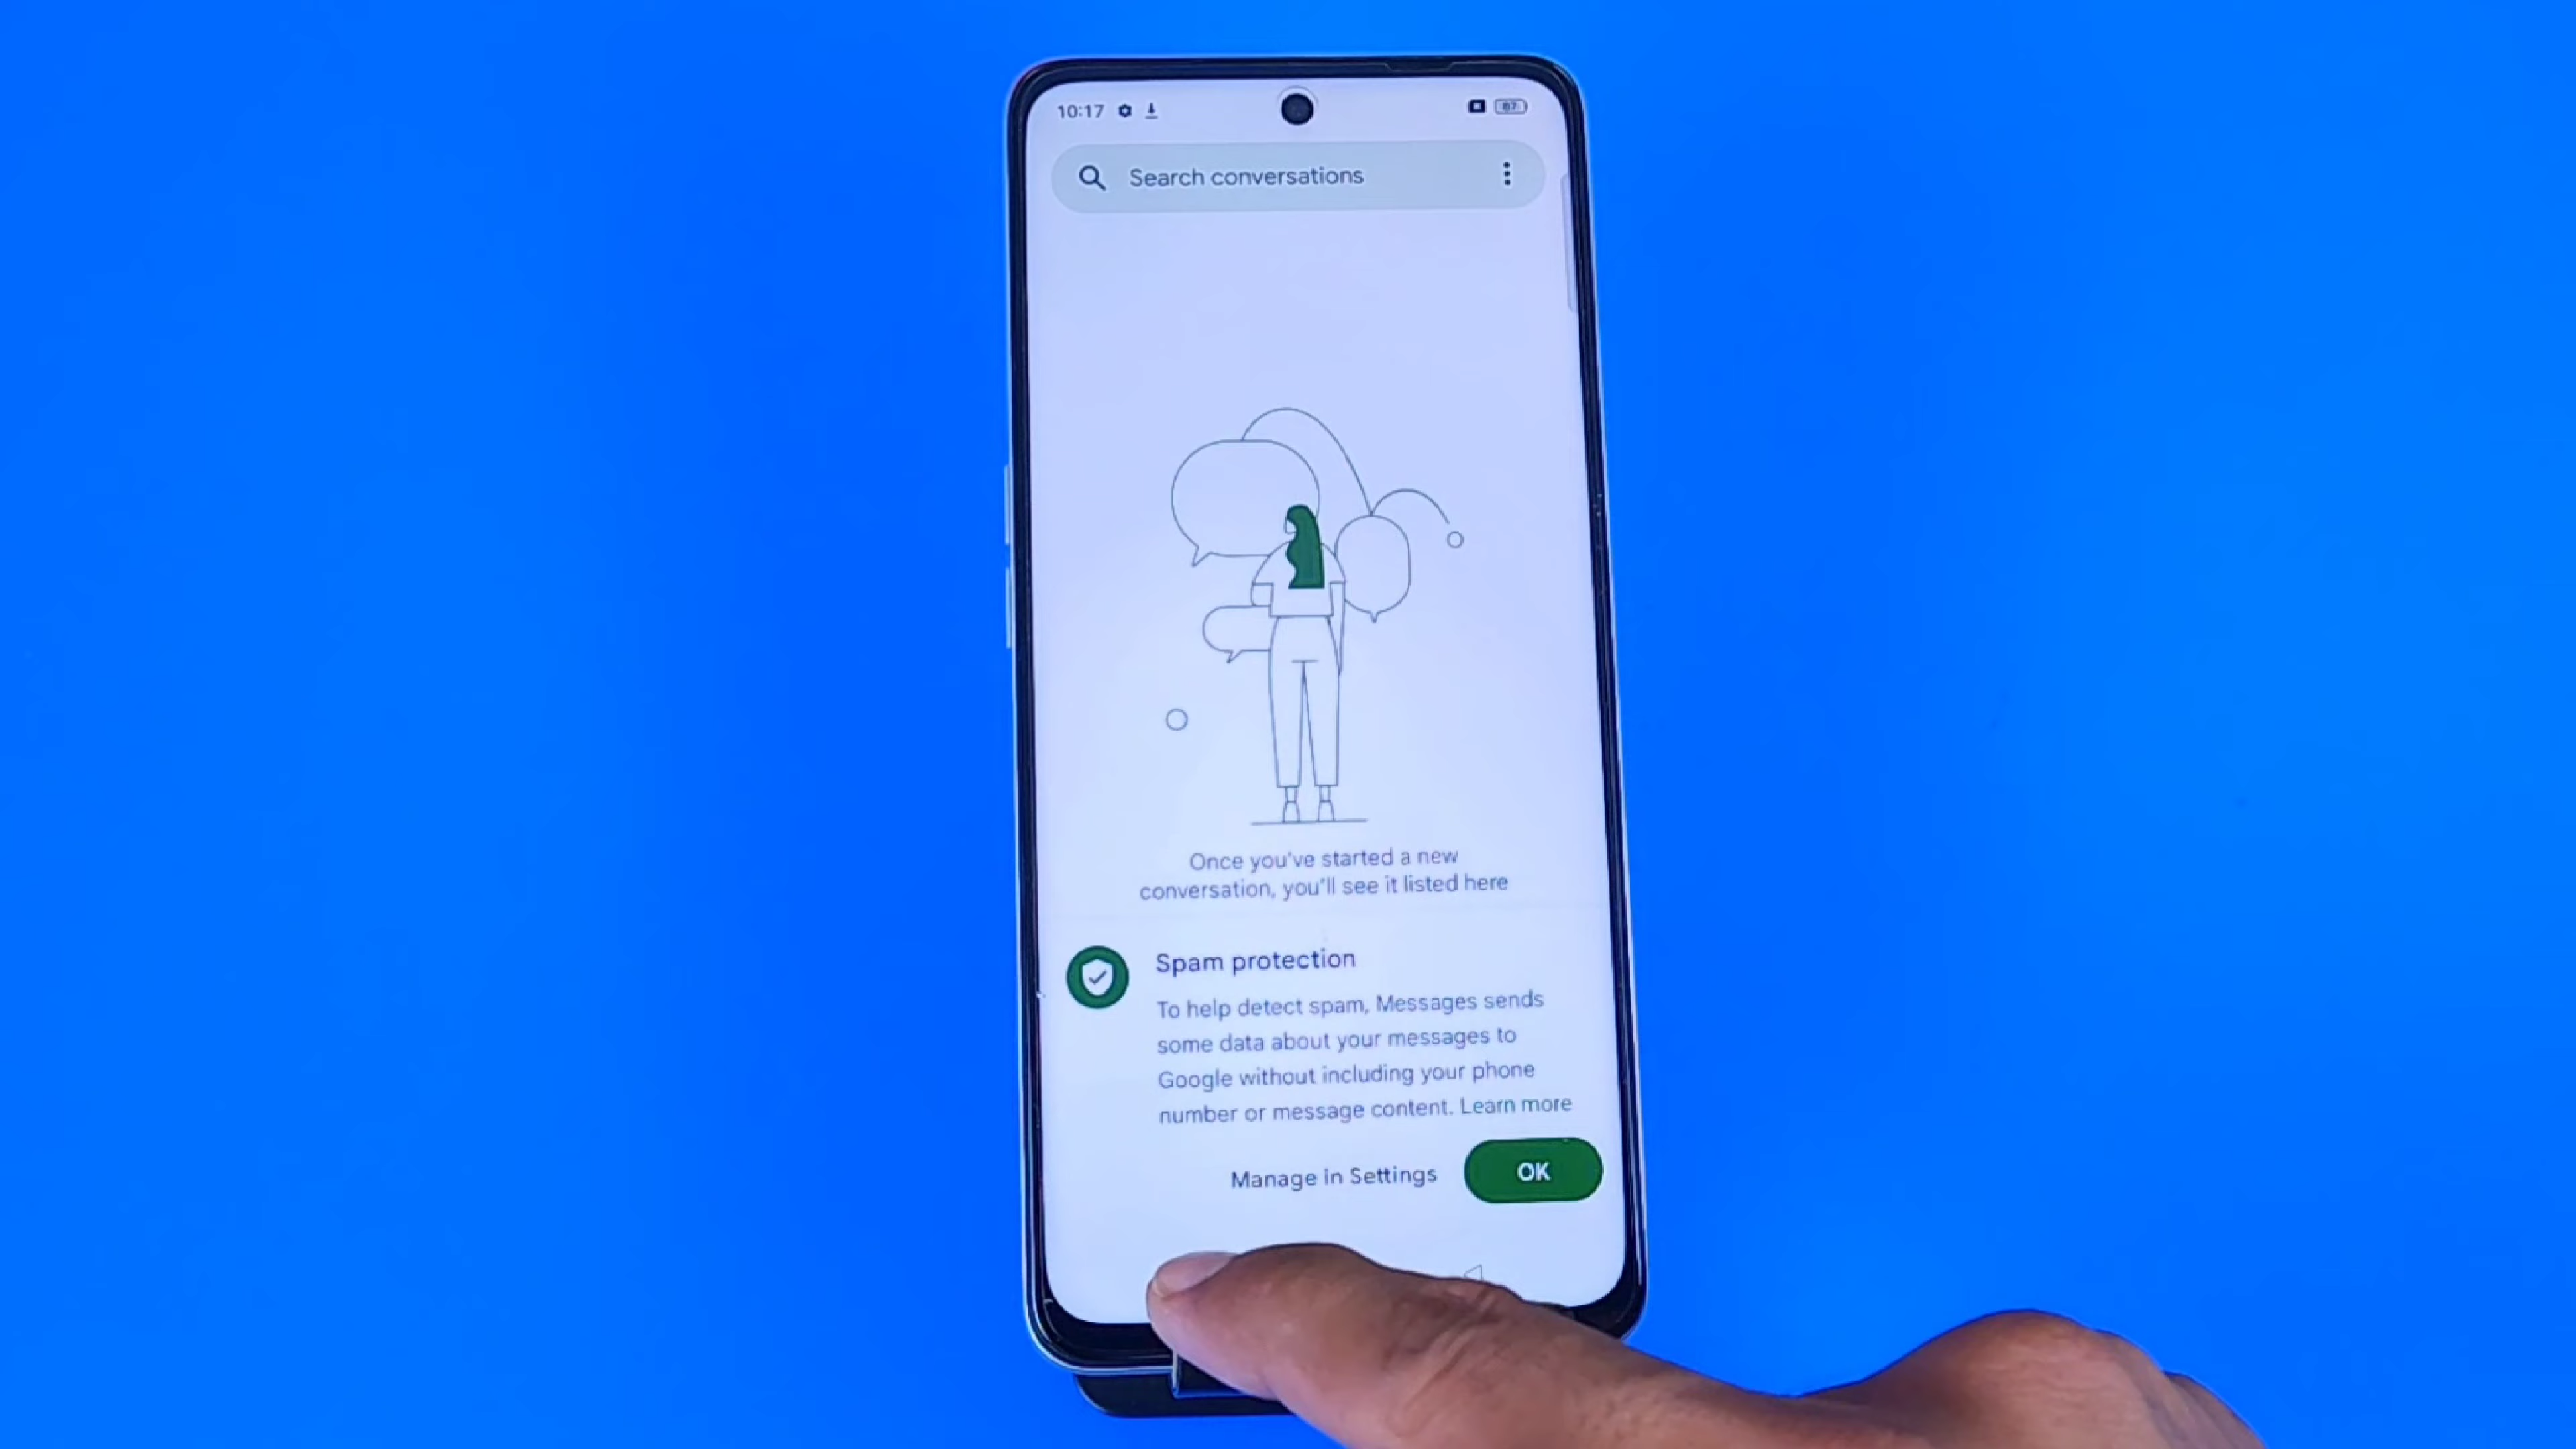 10:17
87
Search conversations
Once you've started a new
conversation, you'll see it listed here
Spam protection
To help detect spam, Messages sends
some data about your messages to
Google without including your phone
number or message content. Learn more
Manage in Settings
OK